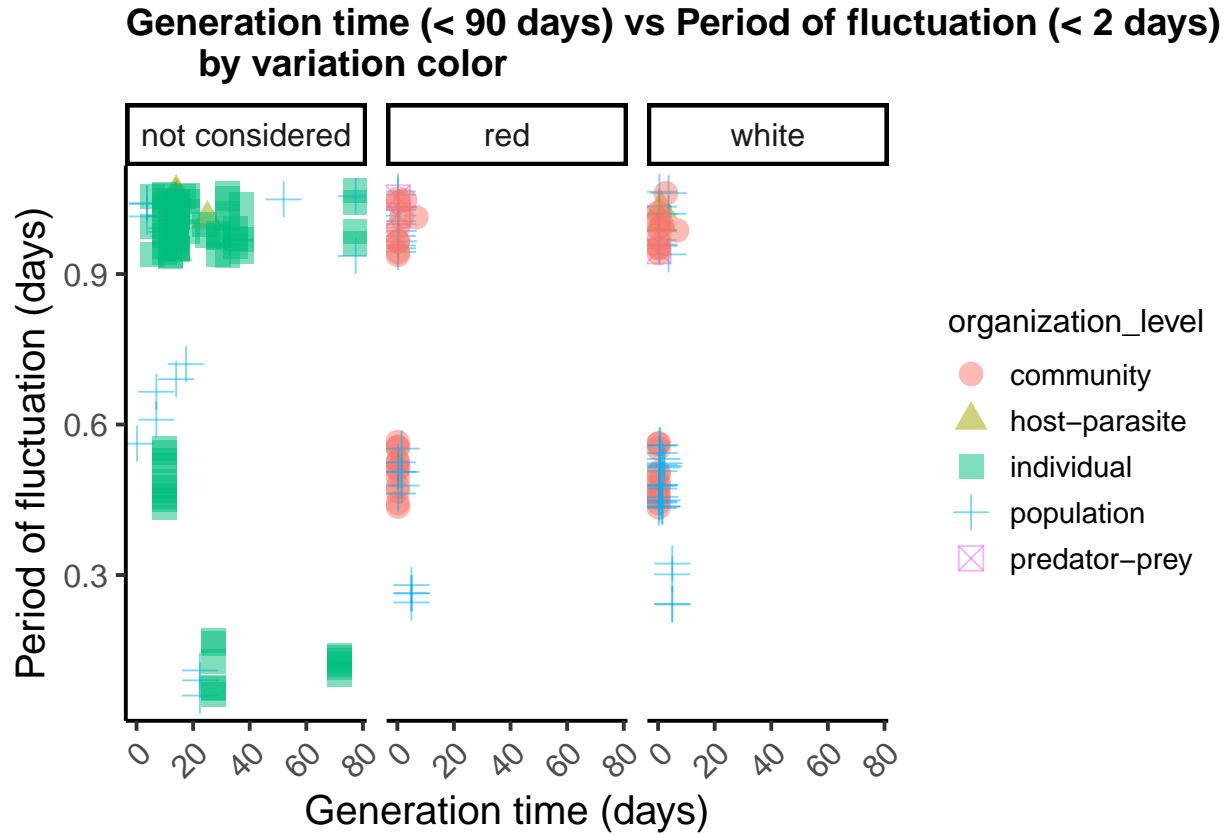 Generation time (< 90 days) vs Period of fluctuation (< 2 days)
by variation color
not considered
red
white
Period of fluctuation (days)
0.9
0.6
0.3
0 20 40 60 80
0 20 40 60 80
0 20 40 60 80
Generation time (days)
organization_level
community
host−parasite
individual
population
predator−prey